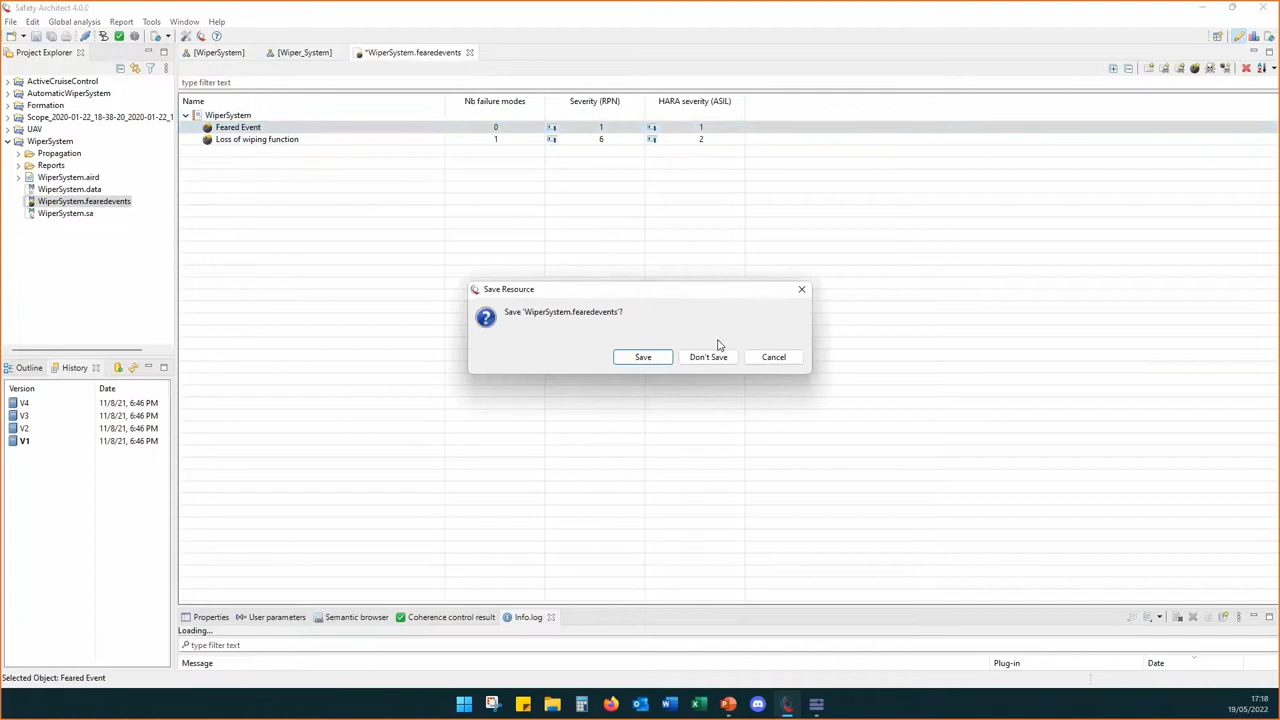 Safety Architect 4.0.0
File Edit Global analysis Report Tools Window Help
Project Explorer
[WiperSystem] [Wiper_System] *WiperSystem.fearedevents
ActiveCruiseControl
AutomaticWiperSystem
Formation
Scope_2020-01-22_18-38-20_2020-01-22_1
UAV
WiperSystem
Propagation
Reports
WiperSystem.aird
WiperSystem.data
WiperSystem.fearedevents
WiperSystem.sa
type filter text
Name Nb failure modes Severity (RPN) HARA severity (ASIL)
WiperSystem
Feared Event 0 1 1
Loss of wiping function 1 6 2
Save Resource
Save 'WiperSystem.fearedevents'?
Save Don't Save Cancel
Outline History
Version Date
V4 11/8/21, 6:46 PM
V3 11/8/21, 6:46 PM
V2 11/8/21, 6:46 PM
V1 11/8/21, 6:46 PM
Properties User parameters Semantic browser Coherence control result Info.log
Loading...
type filter text
Message Plug-in Date
Selected Object: Feared Event
17:18
19/05/2022